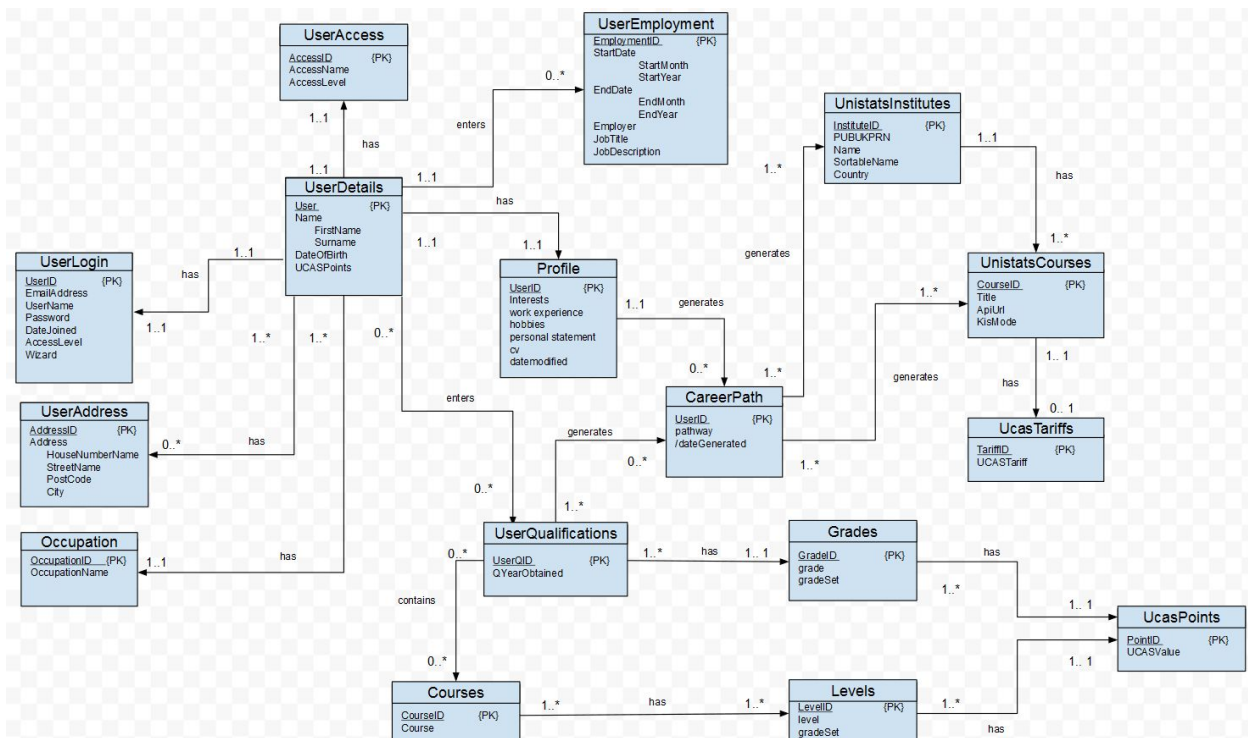 UserAccess
AccessID {PK}
AccessName
AccessLevel
1..1
has
1..1
UserEmployment
EmploymentID {PK}
StartDate
StartMonth
StartYear
EndDate
EndMonth
EndYear
Employer
JobTitle
JobDescription
0..*
enters
1..1
UnistatsInstitutes
InstituteID {PK}
PUBUKPRN
Name
SortableName
Country
1..1
has
1..*
1..*
generates
1..*
UserDetails
User {PK}
Name
FirstName
Surname
DateOfBirth
UCASPoints
1..1
has
1..1
1..1
has
1..1
UserLogin
UserID {PK}
EmailAddress
UserName
Password
DateJoined
AccessLevel
Wizard
Profile
UserID {PK}
Interests
work experience
hobbies
personal statement
cv
datemodified
1..1
generates
0..*
UnistatsCourses
CourseID {PK}
Title
ApiUrl
KisMode
1..*
generates
1..*
1.. 1
has
0.. 1
1..*
1..*
0..*
UserAddress
AddressID {PK}
Address
HouseNumberName
StreetName
PostCode
City
0..*
has
enters
0..*
CareerPath
UserID {PK}
pathway
/dateGenerated
generates
0..*
1..*
UcasTariffs
TariffID {PK}
UCASTariff
Occupation
OccupationID {PK}
OccupationName
1..1
has
UserQualifications
UserQID {PK}
QYearObtained
0..*
contains
0..*
1..*
has
1..1
Grades
GradeID {PK}
grade
gradeSet
has
1..*
1.. 1
UcasPoints
PointID {PK}
UCASValue
1.. 1
Courses
CourseID {PK}
Course
1..*
has
1..*
Levels
LevelID {PK}
level
gradeSet
1..*
has